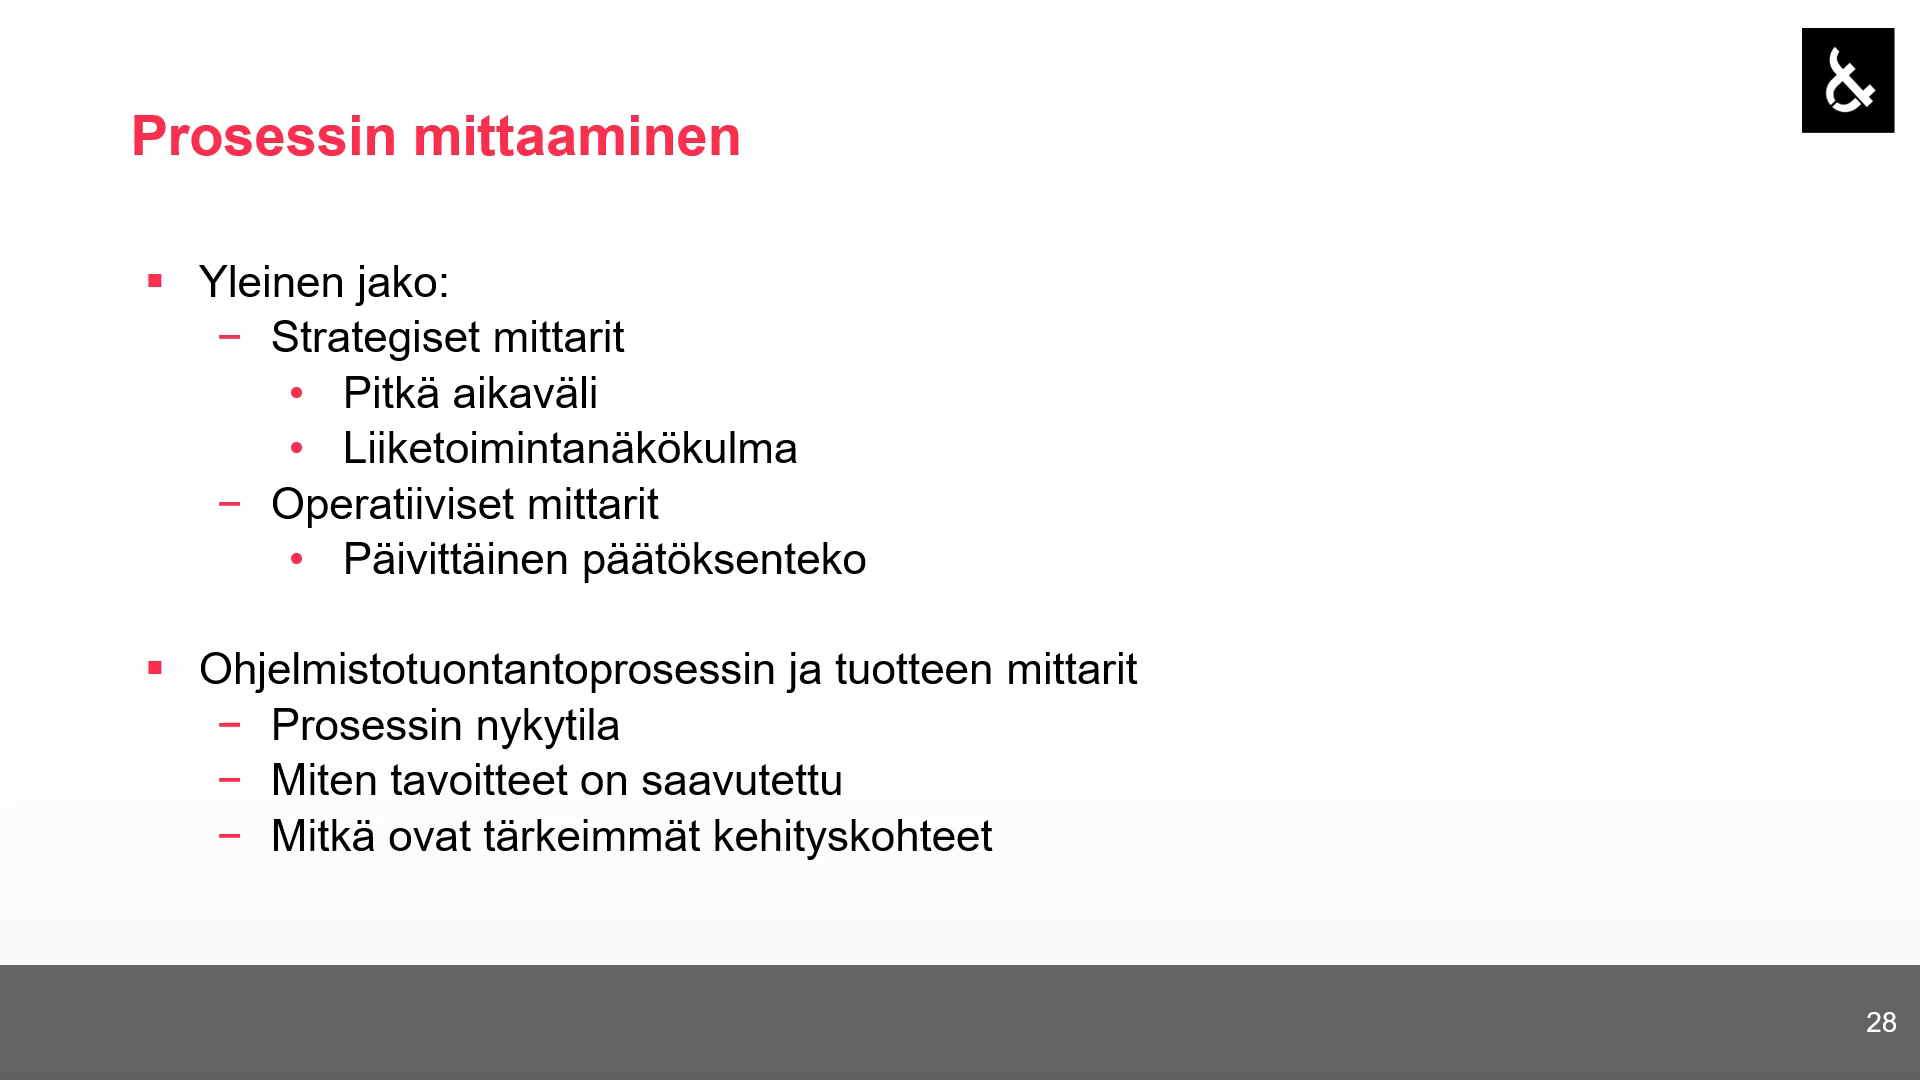 &
Prosessin mittaaminen
▪ Yleinen jako:
− Strategiset mittarit
• Pitkä aikaväli
• Liiketoimintanäkökulma
− Operatiiviset mittarit
• Päivittäinen päätöksenteko
▪ Ohjelmistotuontantoprosessin ja tuotteen mittarit
− Prosessin nykytila
− Miten tavoitteet on saavutettu
− Mitkä ovat tärkeimmät kehityskohteet
28